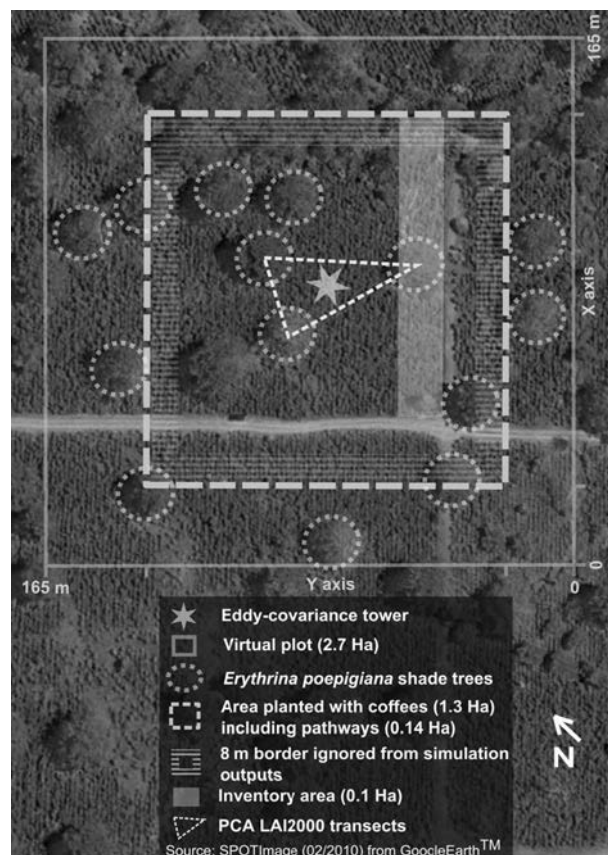 165 m
X axis
0
165 m
Y axis
0
Eddy-covariance tower
Virtual plot (2.7 Ha)
Erythrina poepigiana shade trees
Area planted with coffees (1.3 Ha)
including pathways (0.14 Ha)
8 m border ignored from simulation
outputs
Inventory area (0.1 Ha)
PCA LAI2000 transects
N
Source: SPOTImage (02/2010) from GoogleEarth™